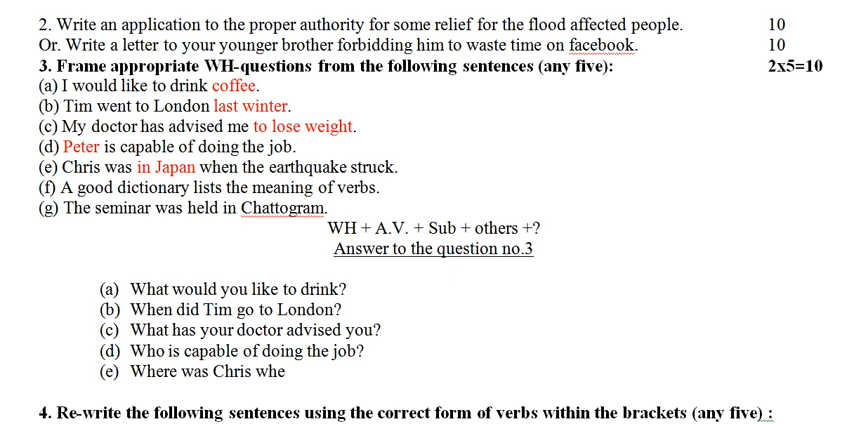 2. Write an application to the proper authority for some relief for the flood affected people. 10
Or. Write a letter to your younger brother forbidding him to waste time on facebook. 10
3. Frame appropriate WH-questions from the following sentences (any five): 2x5=10
(a) I would like to drink coffee.
(b) Tim went to London last winter.
(c) My doctor has advised me to lose weight.
(d) Peter is capable of doing the job.
(e) Chris was in Japan when the earthquake struck.
(f) A good dictionary lists the meaning of verbs.
(g) The seminar was held in Chattogram.
WH + A.V. + Sub + others +?
Answer to the question no.3
(a) What would you like to drink?
(b) When did Tim go to London?
(c) What has your doctor advised you?
(d) Who is capable of doing the job?
(e) Where was Chris whe
4. Re-write the following sentences using the correct form of verbs within the brackets (any five) :